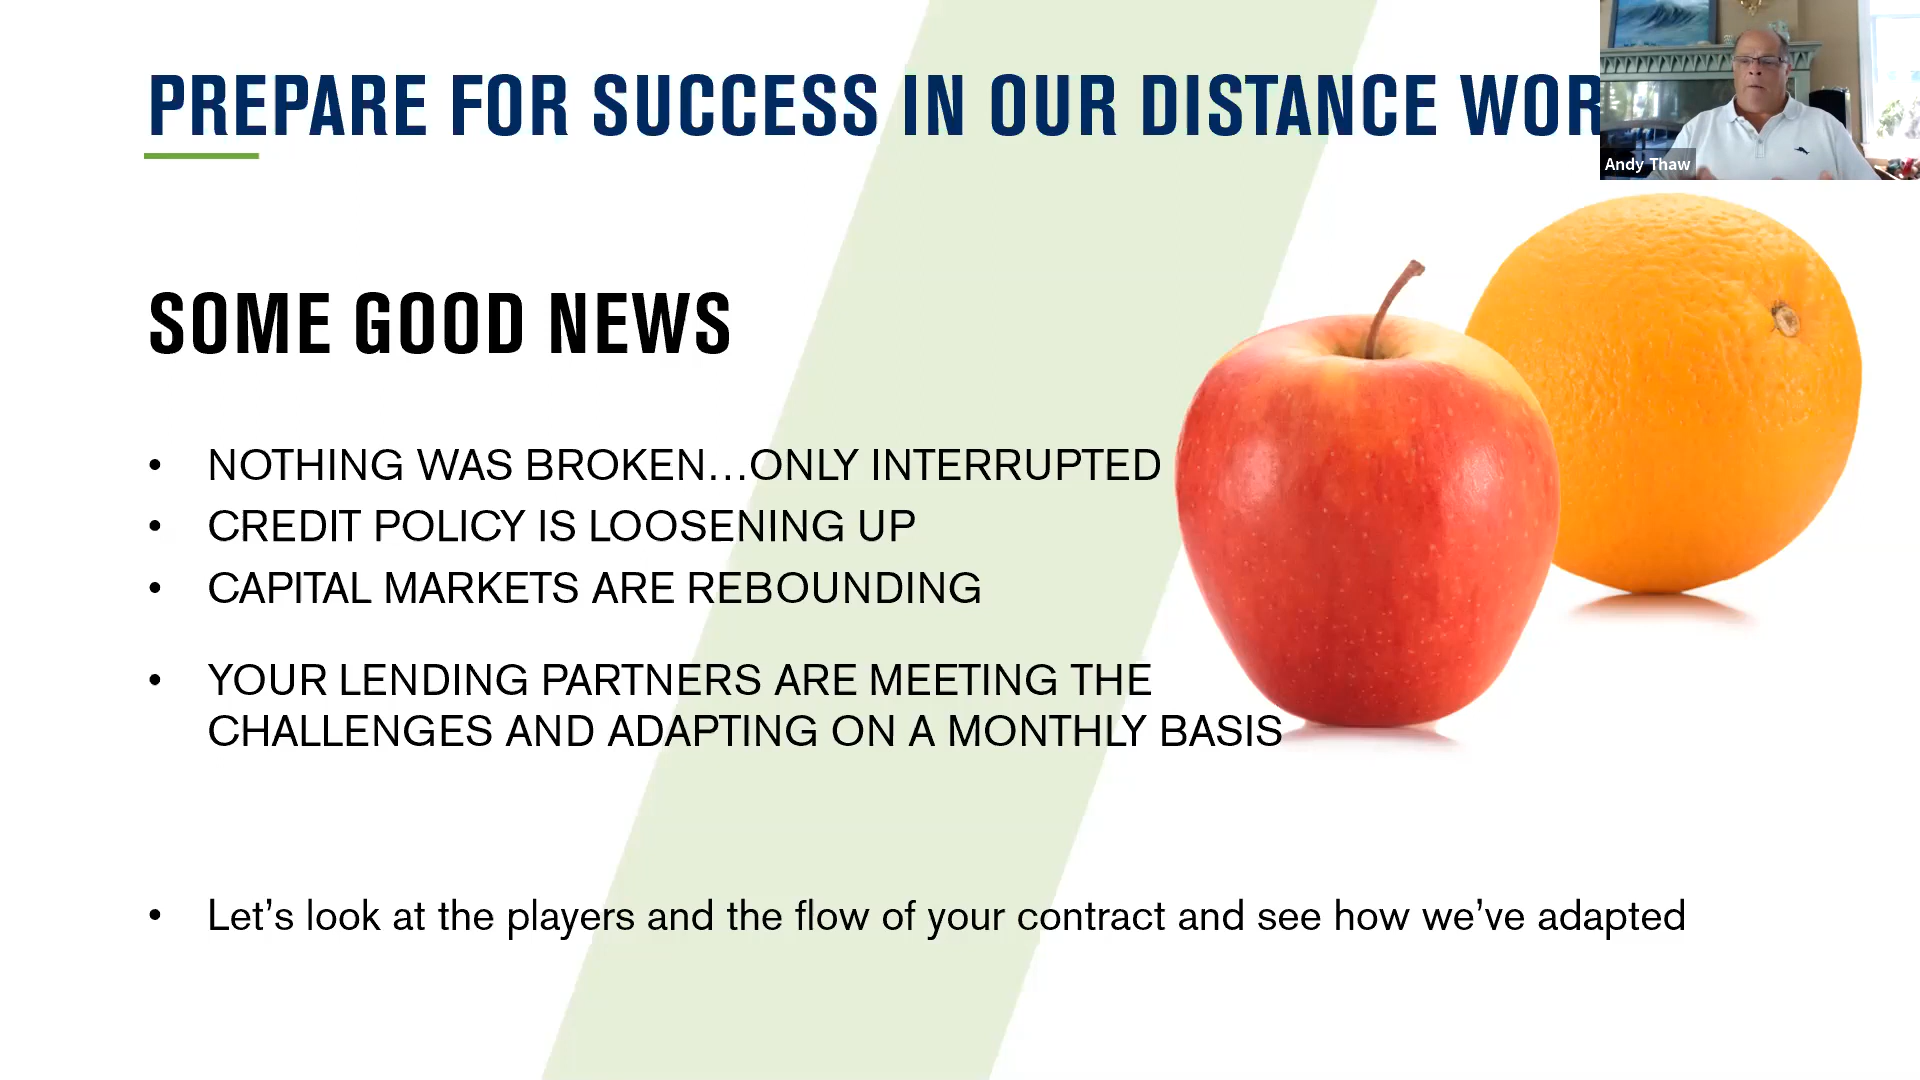 PREPARE FOR SUCCESS IN OUR DISTANCE
Andy Thaw
SOME GOOD NEWS
• NOTHING WAS BROKEN...ONLY INTERRUPTED
• CREDIT POLICY IS LOOSENING UP
• CAPITAL MARKETS ARE REBOUNDING
• YOUR LENDING PARTNERS ARE MEETING THE
CHALLENGES AND ADAPTING ON A MONTHLY BASIS
• Let’s look at the players and the flow of your contract and see how we’ve adapted